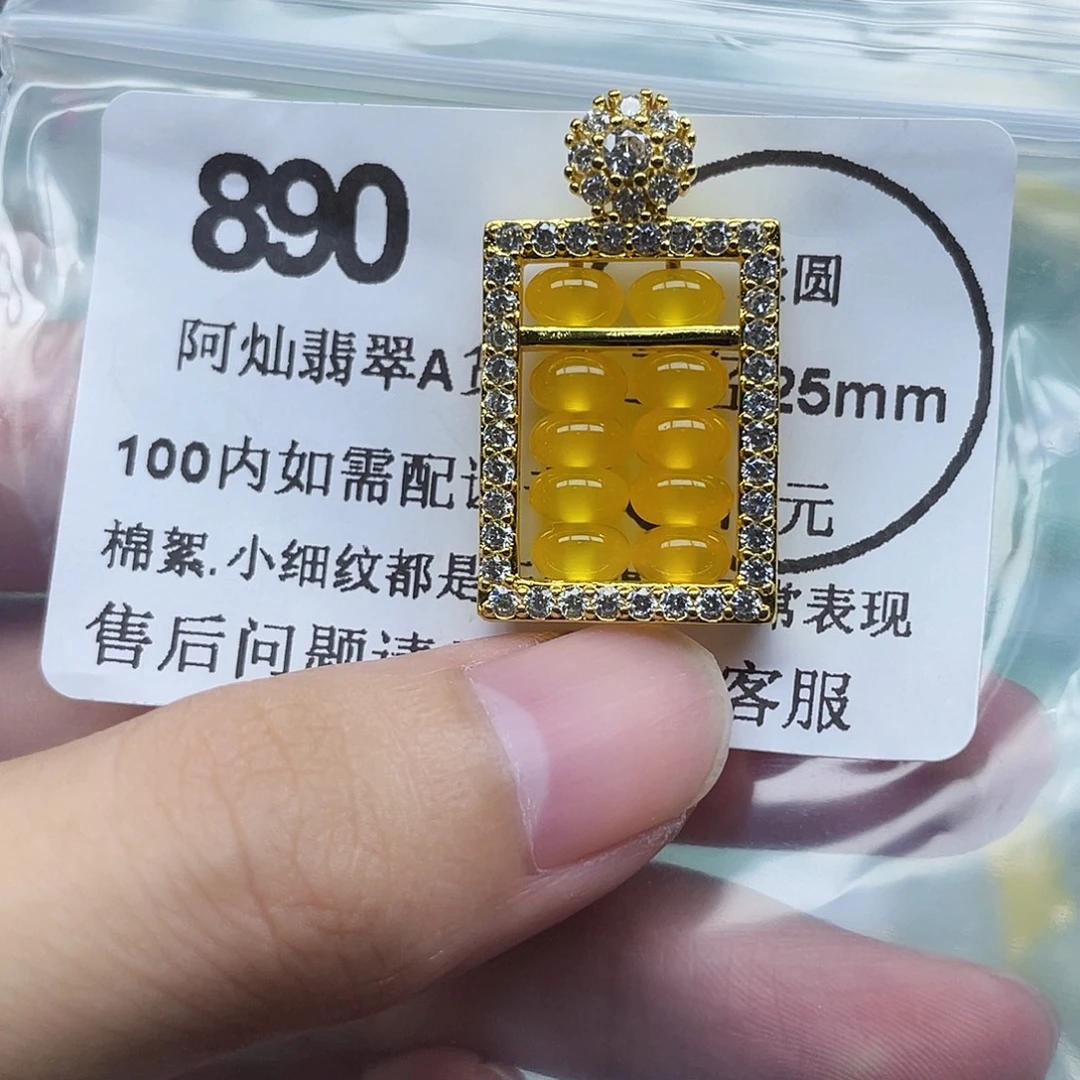 890
圆
阿灿翡翠A货 25mm
100内如需配 元
棉絮.小细纹都是 常表现
售后问题请 客服